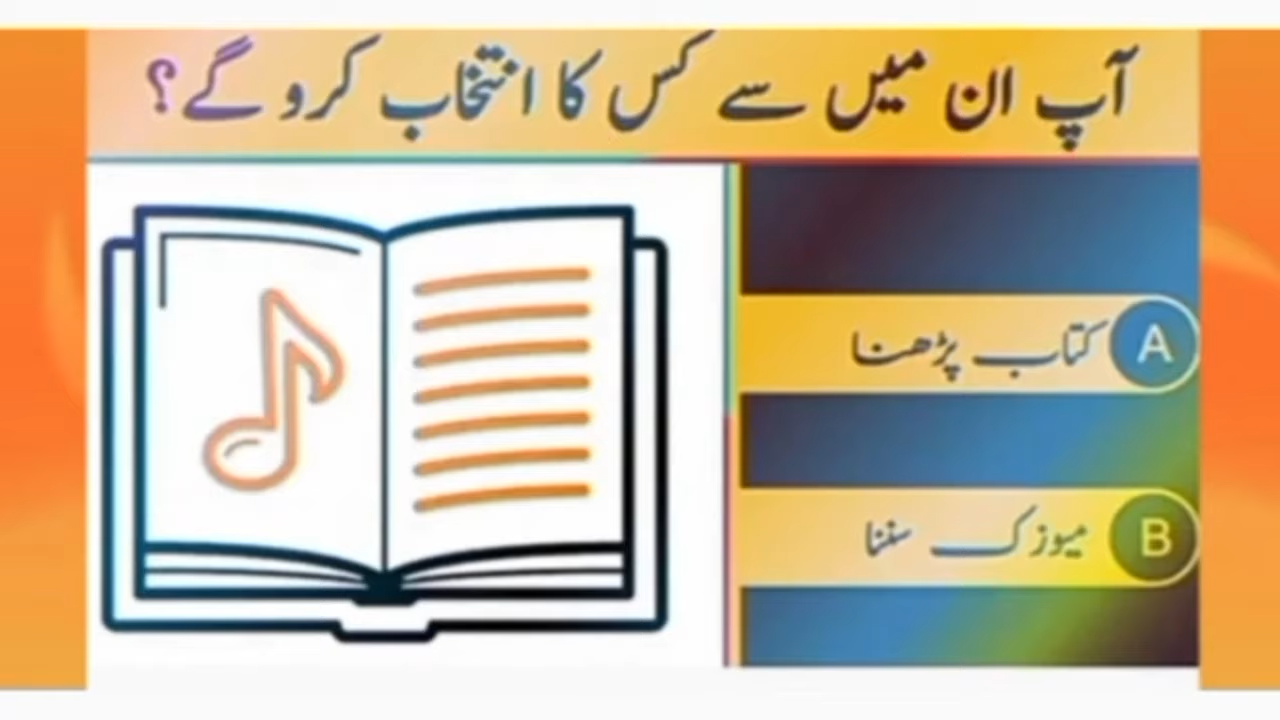 آپ ان میں سے کس کا انتخاب کرو گے؟
A کتاب پڑھنا
B میوزک سننا